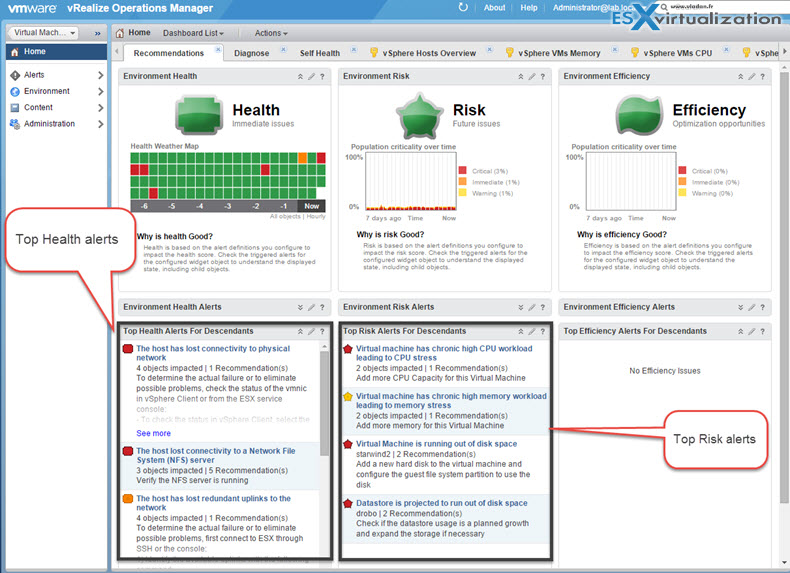 vmware vRealize Operations Manager
About Help Administrator@lab.loc
www.vladan.fr
ESX virtualization
Virtual Mach...
Home Dashboard List Actions
Home
Recommendations Diagnose Self Health vSphere Hosts Overview vSphere VMs Memory vSphere VMs CPU vSphe
Alerts
Environment
Content
Administration
Environment Health
Health
Immediate issues
Health Weather Map
-6 -5 -4 -3 -2 -1 Now
All objects | Hourly
Why is health Good?
Health is based on the alert definitions you configure to
impact the health score. Check the triggered alerts
for the configured widget object to understand the displayed
state, including child objects.
Environment Risk
Risk
Future issues
Population criticality over time
100%
0%
7 days ago Time Now
Critical (3%)
Immediate (1%)
Warning (1%)
Why is risk Good?
Risk is based on the alert definitions you configure to
impact the risk score. Check the triggered alerts
for the configured widget object to understand the displayed
state, including child objects.
Environment Efficiency
Efficiency
Optimization opportunities
Population criticality over time
100%
0%
7 days ago Time Now
Critical (0%)
Immediate (0%)
Warning (0%)
Why is efficiency Good?
Efficiency is based on the alert definitions you configure to
impact the efficiency score. Check the triggered alerts
for the configured widget object to understand the displayed
state, including child objects.
Top Health alerts
Environment Health Alerts
Environment Risk Alerts
Environment Efficiency Alerts
Top Health Alerts For Descendants
The host has lost connectivity to physical
network
4 objects impacted | 1 Recommendation(s)
To determine the actual failure or to eliminate
possible problems, check the status of the vmnic
in vSphere Client or from the ESX service
console:
- To check the status in vSphere Client, select the
See more
The host lost connectivity to a Network File
System (NFS) server
3 objects impacted | 5 Recommendation(s)
Verify the NFS server is running
The host has lost redundant uplinks to the
network
4 objects impacted | 1 Recommendation(s)
To determine the actual failure or to eliminate
possible problems, first connect to ESX through
SSH or the console:
Top Risk Alerts For Descendants
Virtual machine has chronic high CPU workload
leading to CPU stress
2 objects impacted | 1 Recommendation(s)
Add more CPU Capacity for this Virtual Machine
Virtual machine has chronic high memory workload
leading to memory stress
2 objects impacted | 1 Recommendation(s)
Add more memory for this Virtual Machine
Virtual Machine is running out of disk space
starwind2 | 2 Recommendation(s)
Add a new hard disk to the virtual machine and
configure the guest file system partition to use the
disk
Datastore is projected to run out of disk space
drobo | 2 Recommendation(s)
Check if the datastore usage is a planned growth
and expand the storage if necessary
Top Efficiency Alerts For Descendants
No Efficiency Issues
Top Risk alerts